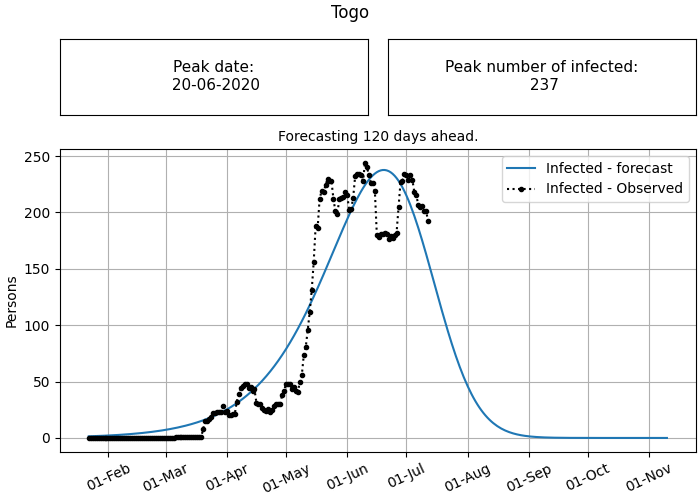 Togo
Peak date:
20-06-2020
Peak number of infected:
237
Forecasting 120 days ahead.
Infected - forecast
Infected - Observed
Persons
250
200
150
100
50
0
01-Feb
01-Mar
01-Apr
01-May
01-Jun
01-Jul
01-Aug
01-Sep
01-Oct
01-Nov